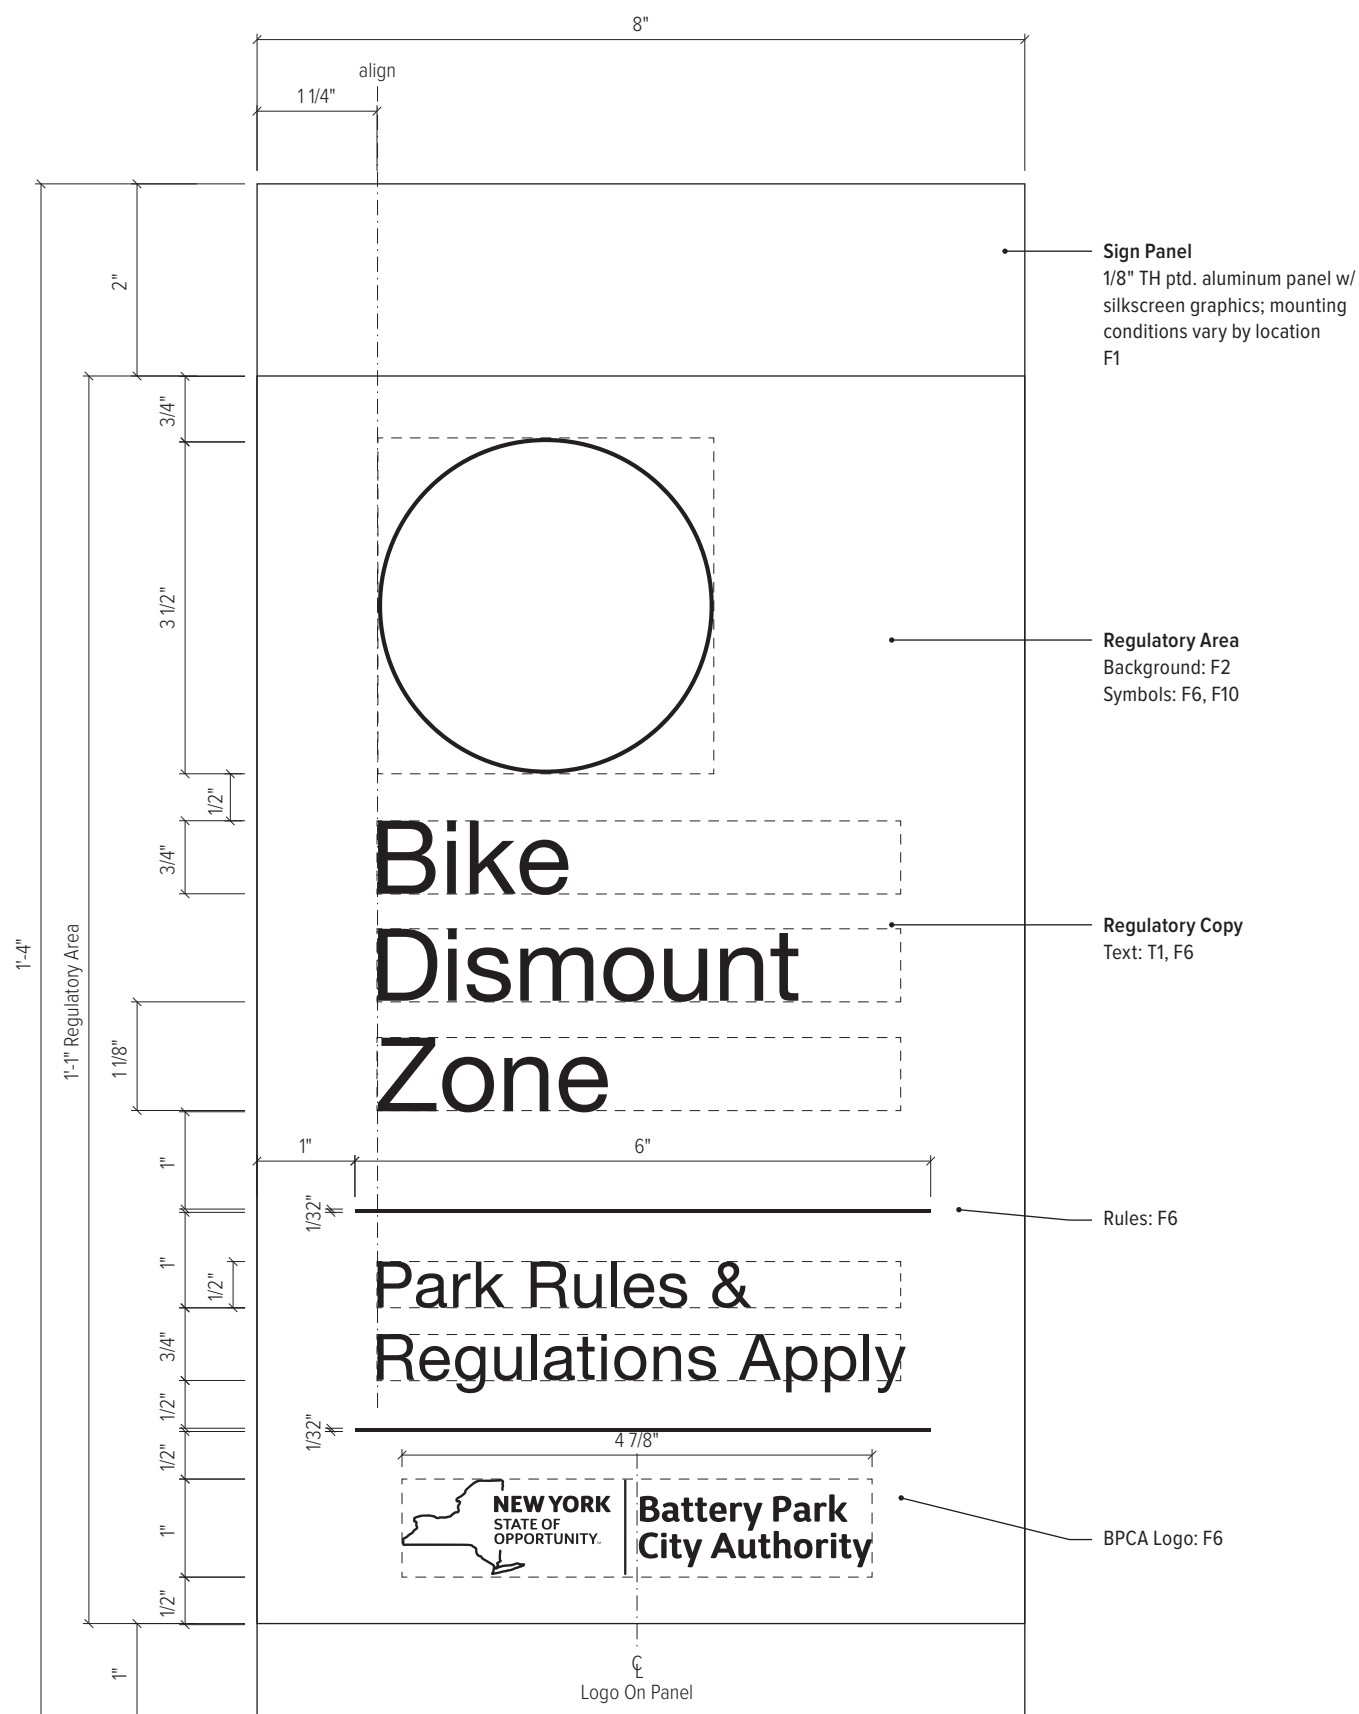 8"
align
1 1/4"
2"
Sign Panel
1/8" TH ptd. aluminum panel w/
silkscreen graphics; mounting
conditions vary by location
F1
3/4"
3 1/2"
Regulatory Area
Background: F2
Symbols: F6, F10
1/2"
3/4"
Bike
Regulatory Copy
Text: T1, F6
Dismount
1'-4"
1'-1" Regulatory Area
1 1/8"
Zone
1"
1"
6"
1/32"
Rules: F6
1"
1/2"
Park Rules &
3/4"
Regulations Apply
1/2"
1/32"
4 7/8"
1/2"
NEW YORK
STATE OF
OPPORTUNITY
Battery Park
City Authority
BPCA Logo: F6
1"
1/2"
1"
CL
Logo On Panel